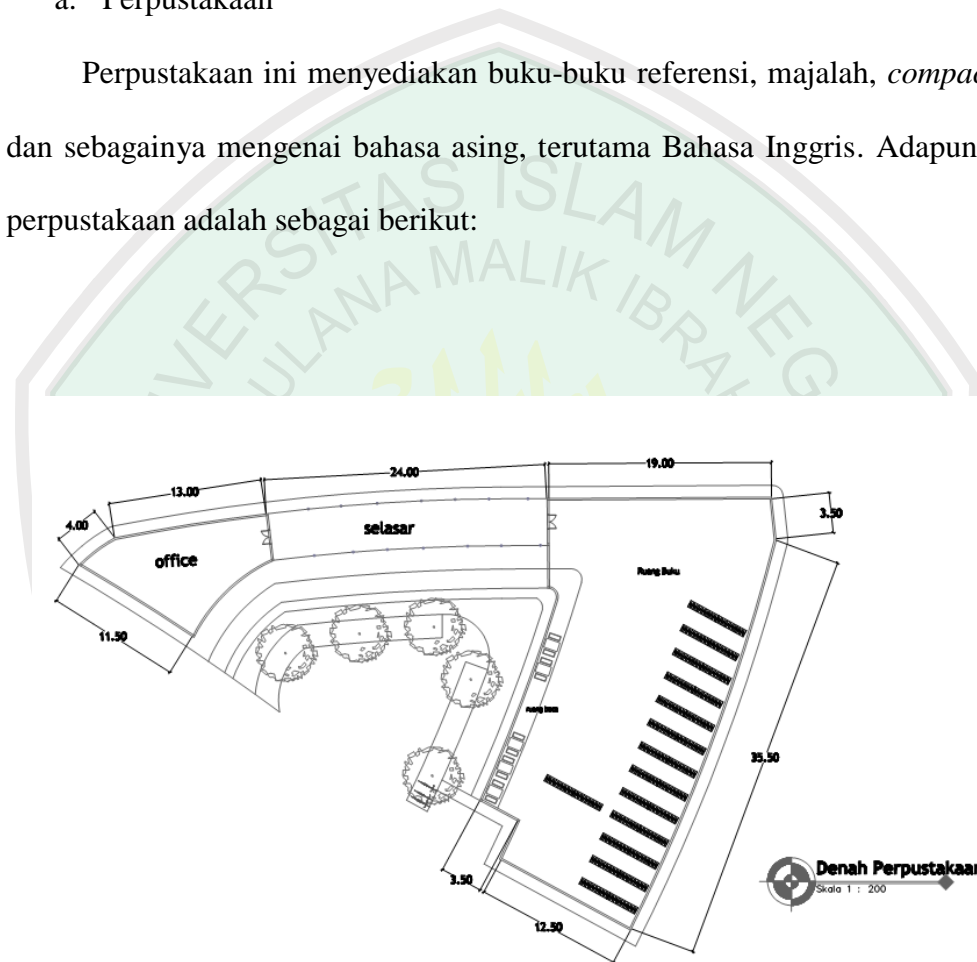 a. Perpustakaan
Perpustakaan ini menyediakan buku-buku referensi, majalah, compac
dan sebagainya mengenai bahasa asing, terutama Bahasa Inggris. Adapun
perpustakaan adalah sebagai berikut:
4.00
13.00
24.00
19.00
3.50
office
selasar
Ruang Buku
11.50
35.50
3.50
12.50
Denah Perpustakaan
Skala 1 : 200